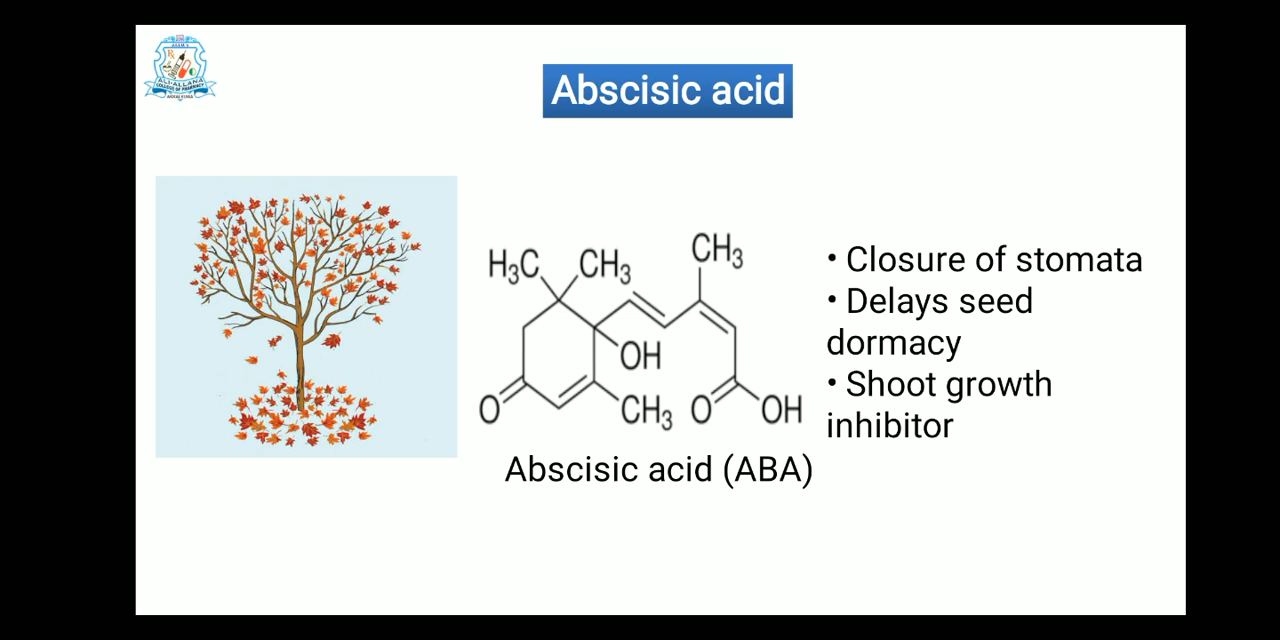 Abscisic acid
H₃C
CH₃
CH₃
OH
O
CH₃
O
OH
Abscisic acid (ABA)
• Closure of stomata
• Delays seed
dormacy
• Shoot growth
inhibitor